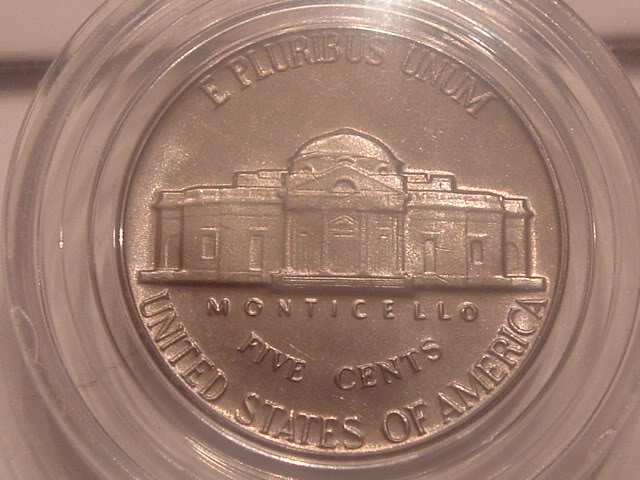 E PLURIBUS UNUM
MONTICELLO
FIVE CENTS
UNITED STATES OF AMERICA